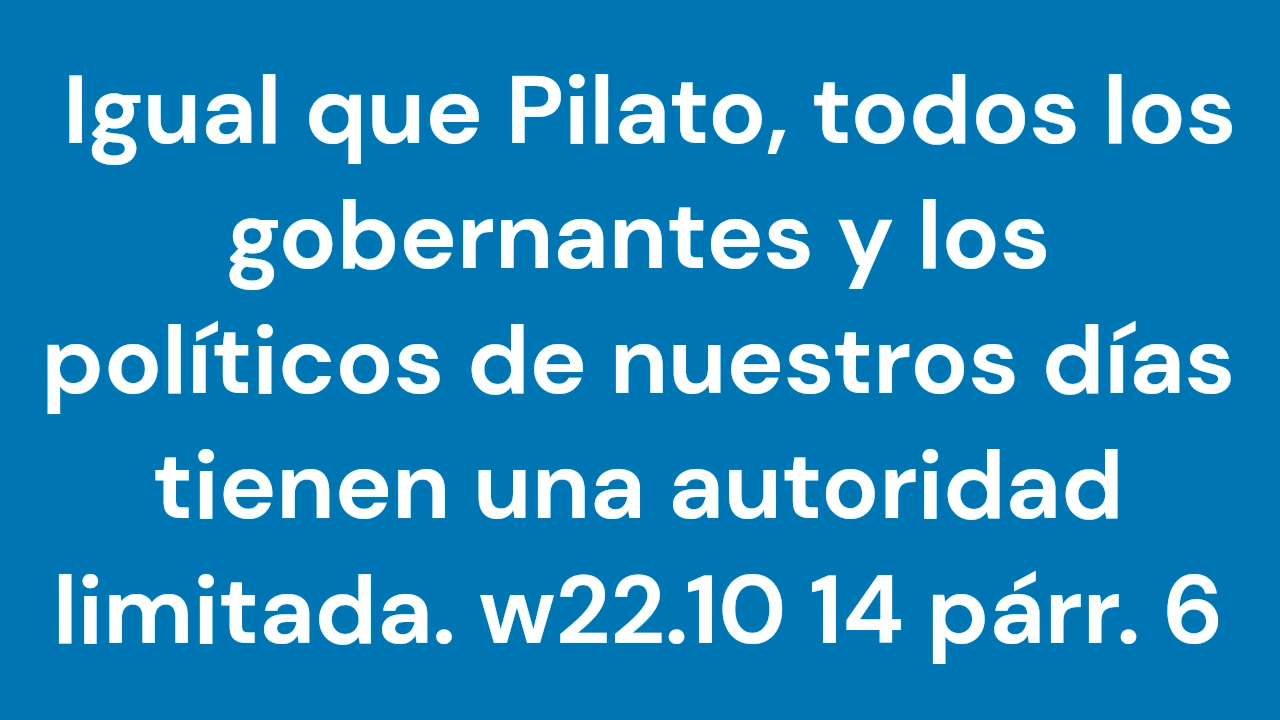 Igual que Pilato, todos los
gobernantes y los
políticos de nuestros días
tienen una autoridad
limitada. w22.10 14 párr. 6